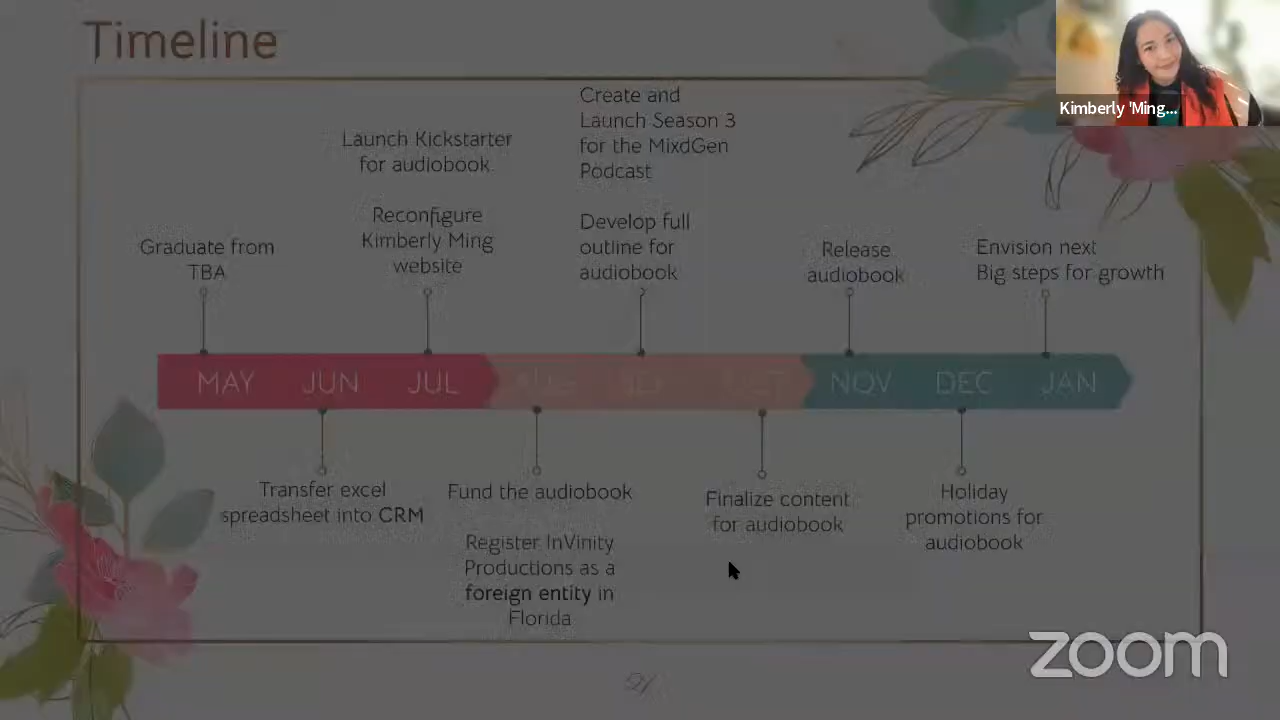 Timeline
Kimberly 'Ming...
Create and
Launch Season 3
for the MixdGen
Podcast
Launch Kickstarter
for audiobook
Reconfigure
Kimberly Ming
website
Develop full
outline for
audiobook
Graduate from
TBA
Release
audiobook
Envision next
Big steps for growth
MAY JUN JUL AUG SEP OCT NOV DEC JAN
Transfer excel
spreadsheet into CRM
Fund the audiobook
Register InVinity
Productions as a
foreign entity in
Florida
Finalize content
for audiobook
Holiday
promotions for
audiobook
zoom